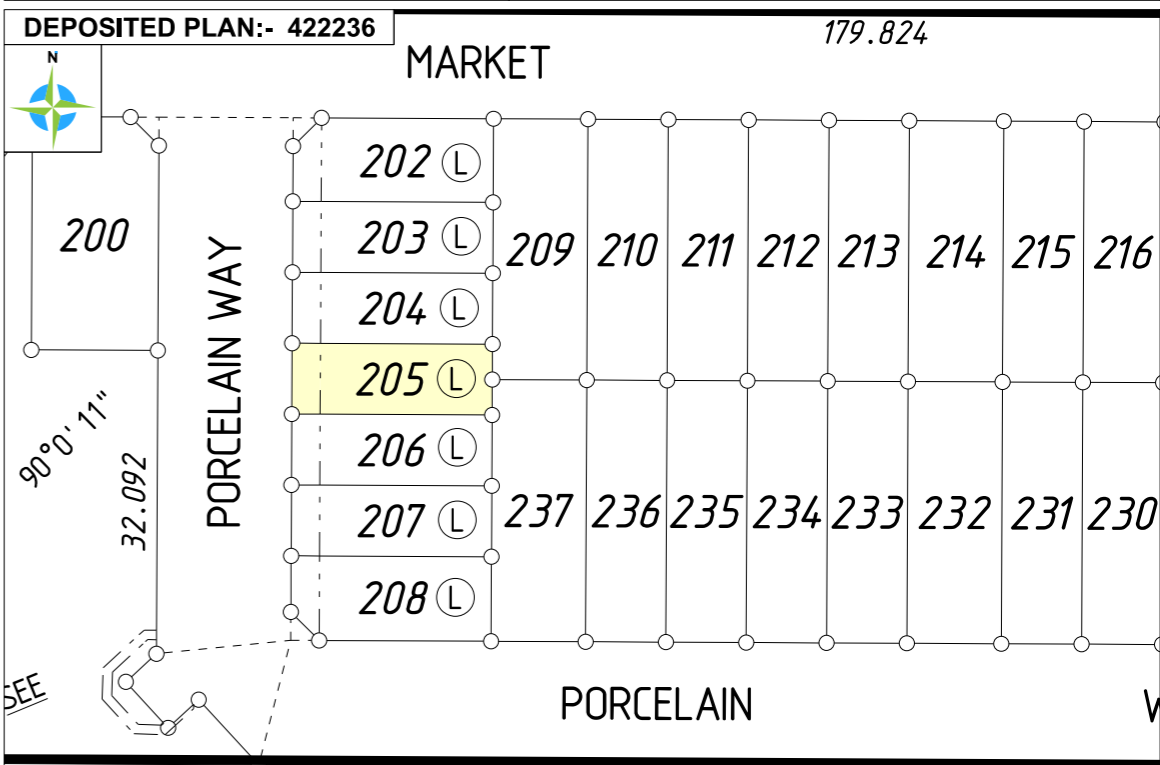 DEPOSITED PLAN:- 422236
179.824
N
MARKET
202 L
200
203 L
209 210 211 212 213 214 215 216
204 L
PORCELAIN WAY
205 L
90°0'11"
32.092
206 L
207 L
237 236 235 234 233 232 231 230
208 L
SEE
PORCELAIN